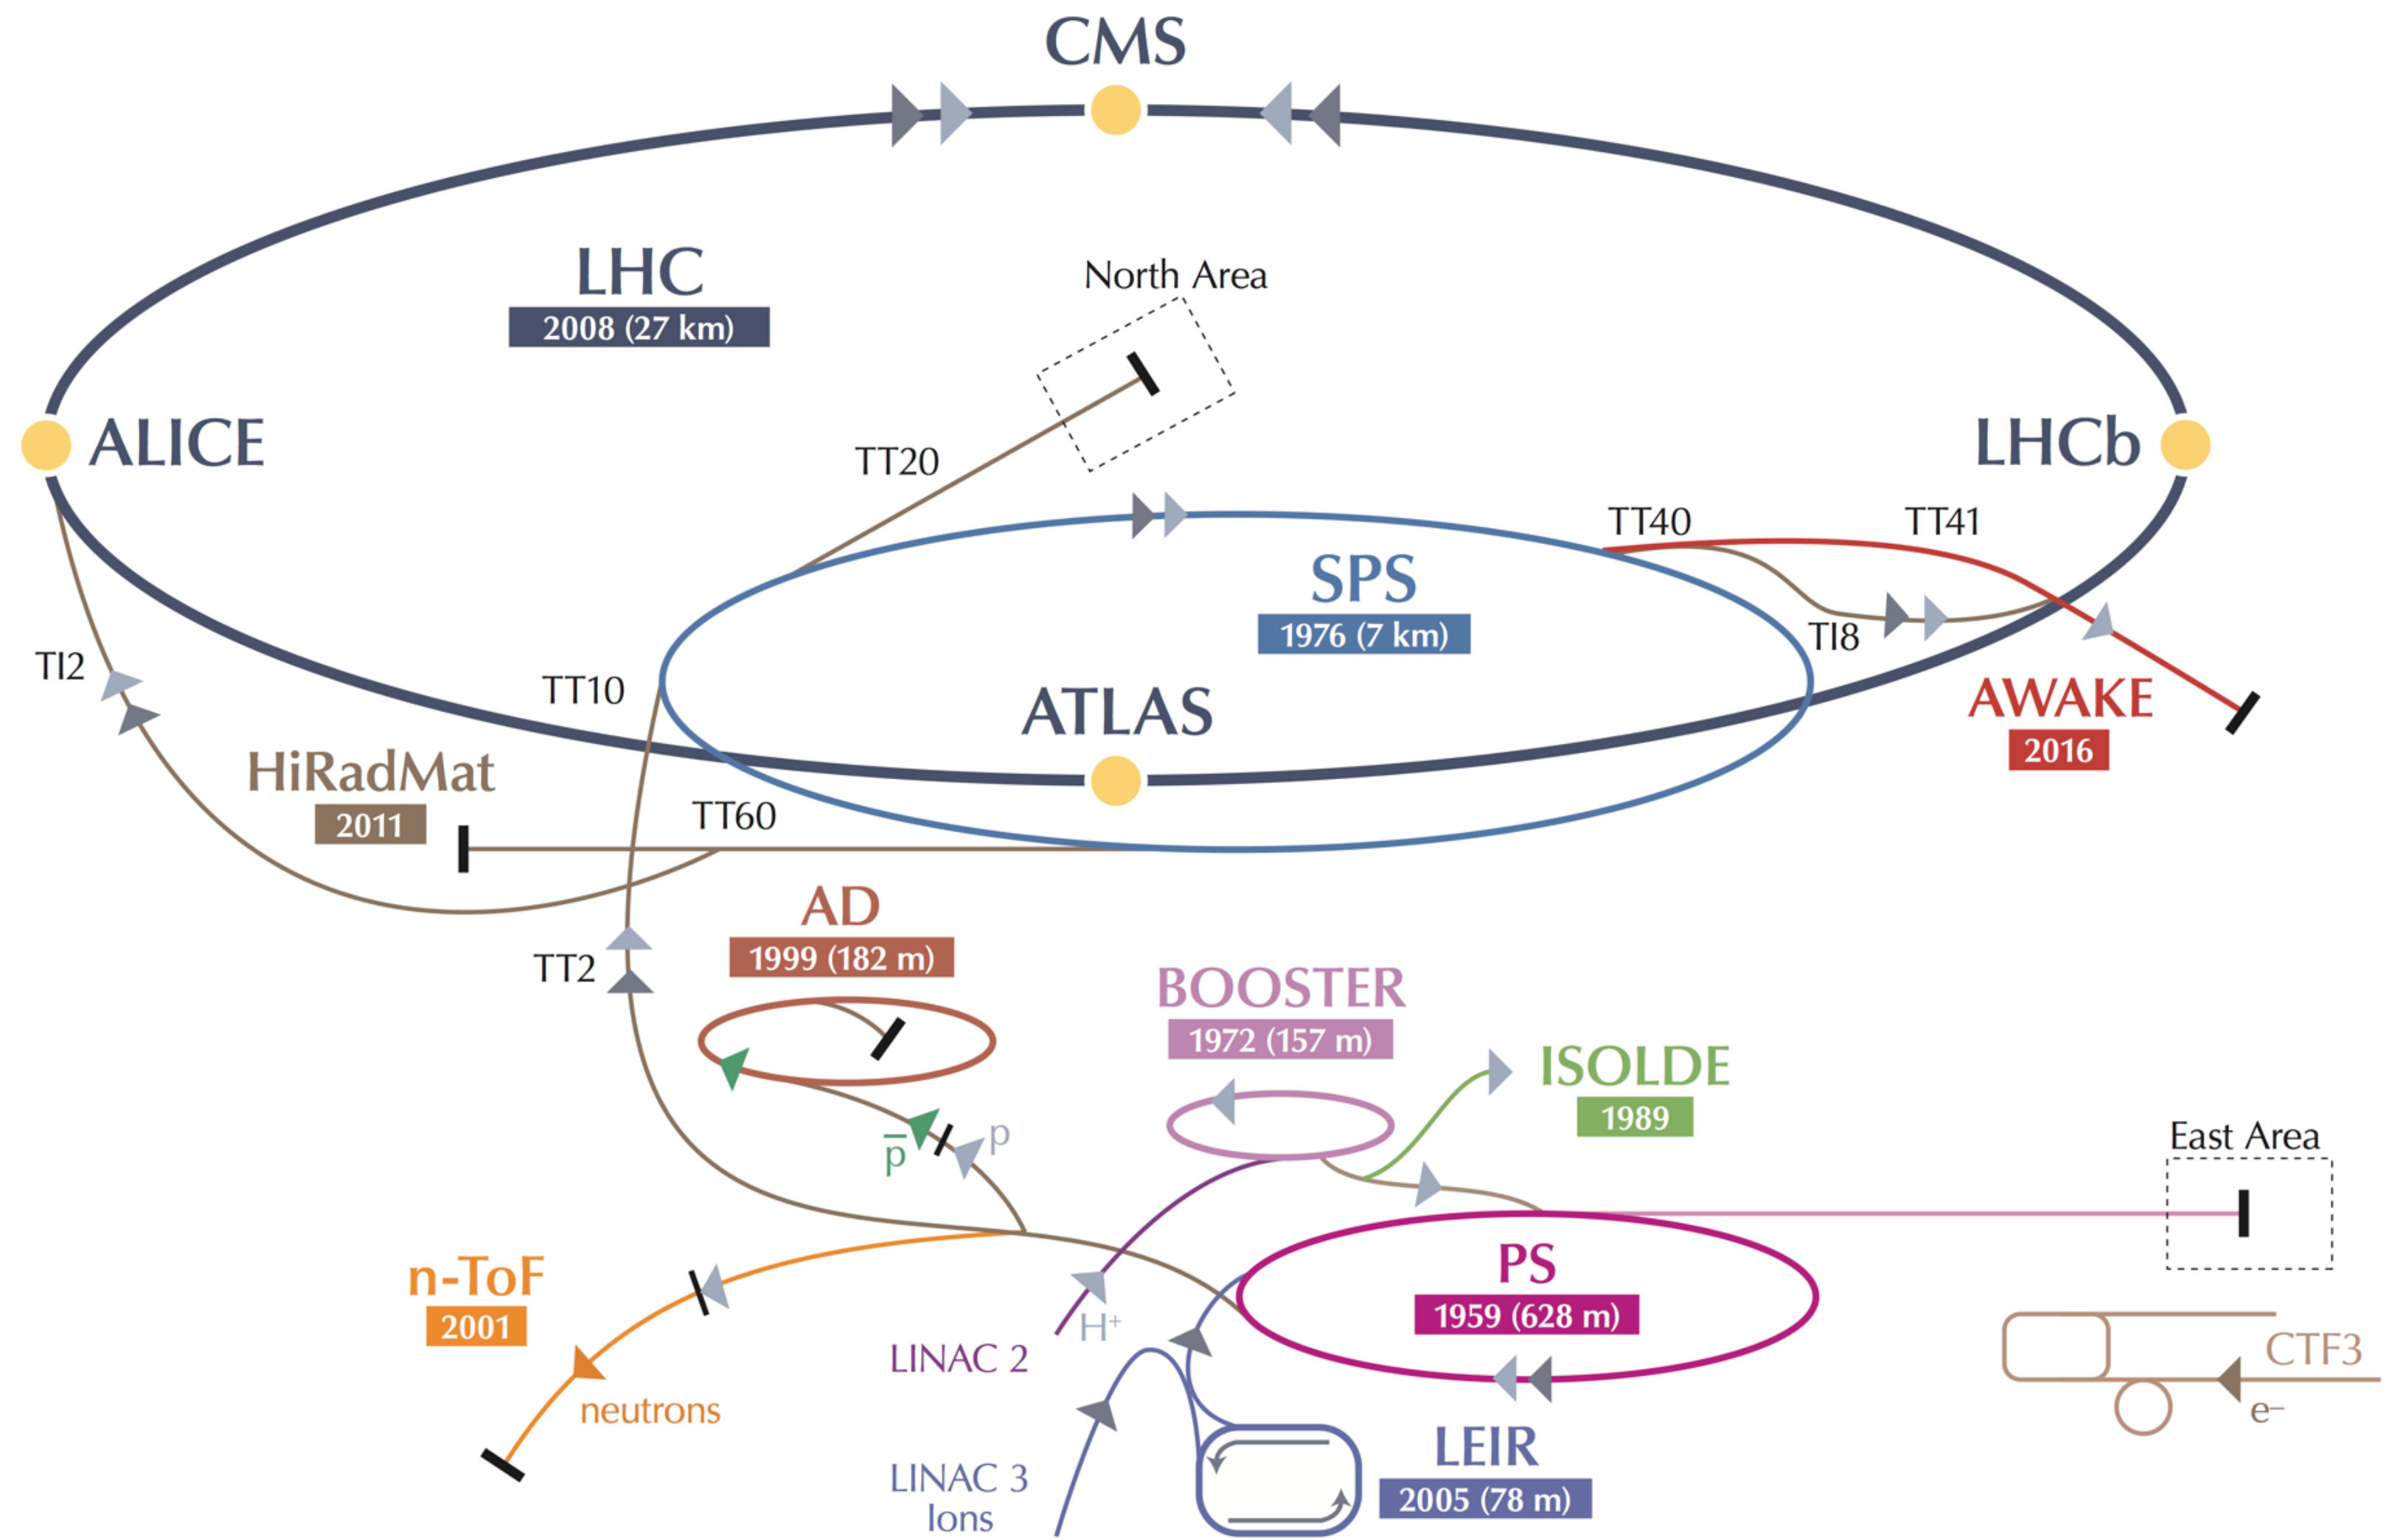 CMS
LHC
2008 (27 km)
North Area
ALICE
LHCb
TT20
TT40
TT41
SPS
1976 (7 km)
TI8
TI2
TT10
ATLAS
AWAKE
2016
HiRadMat
2011
TT60
AD
1999 (182 m)
TT2
BOOSTER
1972 (157 m)
ISOLDE
1989
p
p̅
East Area
n-ToF
2001
PS
1959 (628 m)
H⁺
LINAC 2
CTF3
e⁻
neutrons
LEIR
2005 (78 m)
LINAC 3
Ions